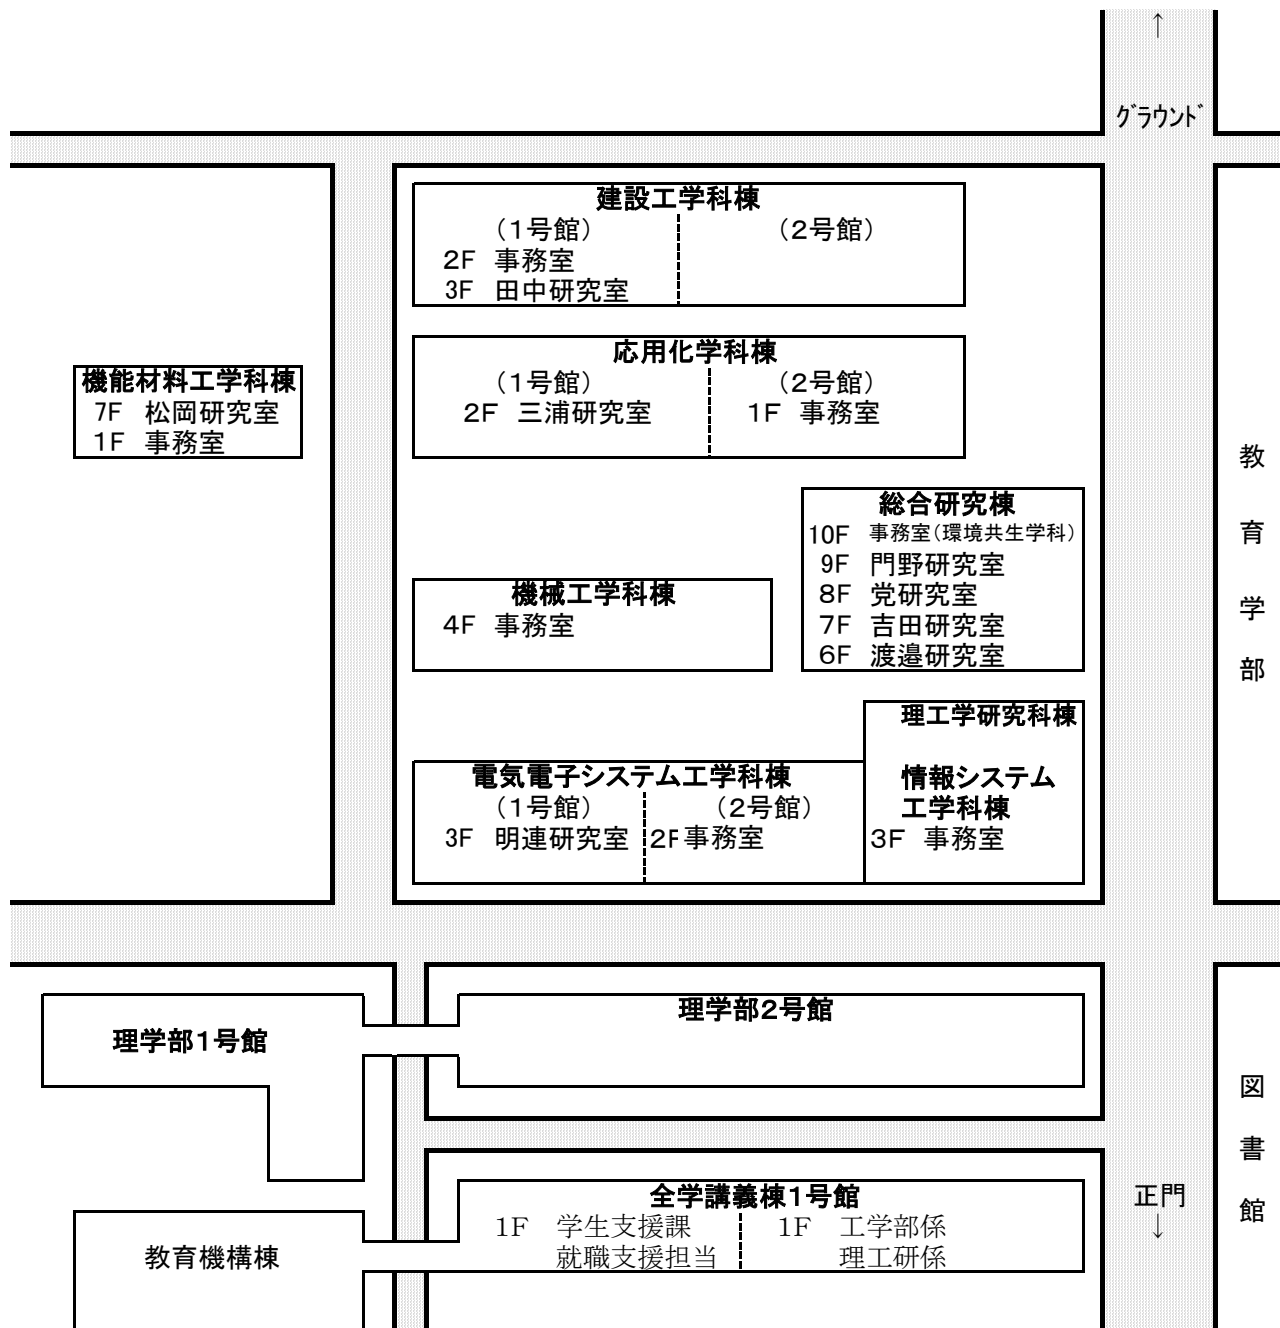 ↑
グラウンド
建設工学科棟
(1号館) (2号館)
2F 事務室
3F 田中研究室
応用化学科棟
(1号館) (2号館)
2F 三浦研究室 1F 事務室
機能材料工学科棟
7F 松岡研究室
1F 事務室
総合研究棟
10F 事務室(環境共生学科)
9F 門野研究室
8F 党研究室
7F 吉田研究室
6F 渡邉研究室
機械工学科棟
4F 事務室
教育学部
理工学研究科棟
情報システム
工学科棟
3F 事務室
電気電子システム工学科棟
(1号館) (2号館)
3F 明連研究室 2F 事務室
理学部1号館
理学部2号館
図書館
全学講義棟1号館
1F 学生支援課 1F 工学部係
就職支援担当 理工研係
教育機構棟
正門
↓